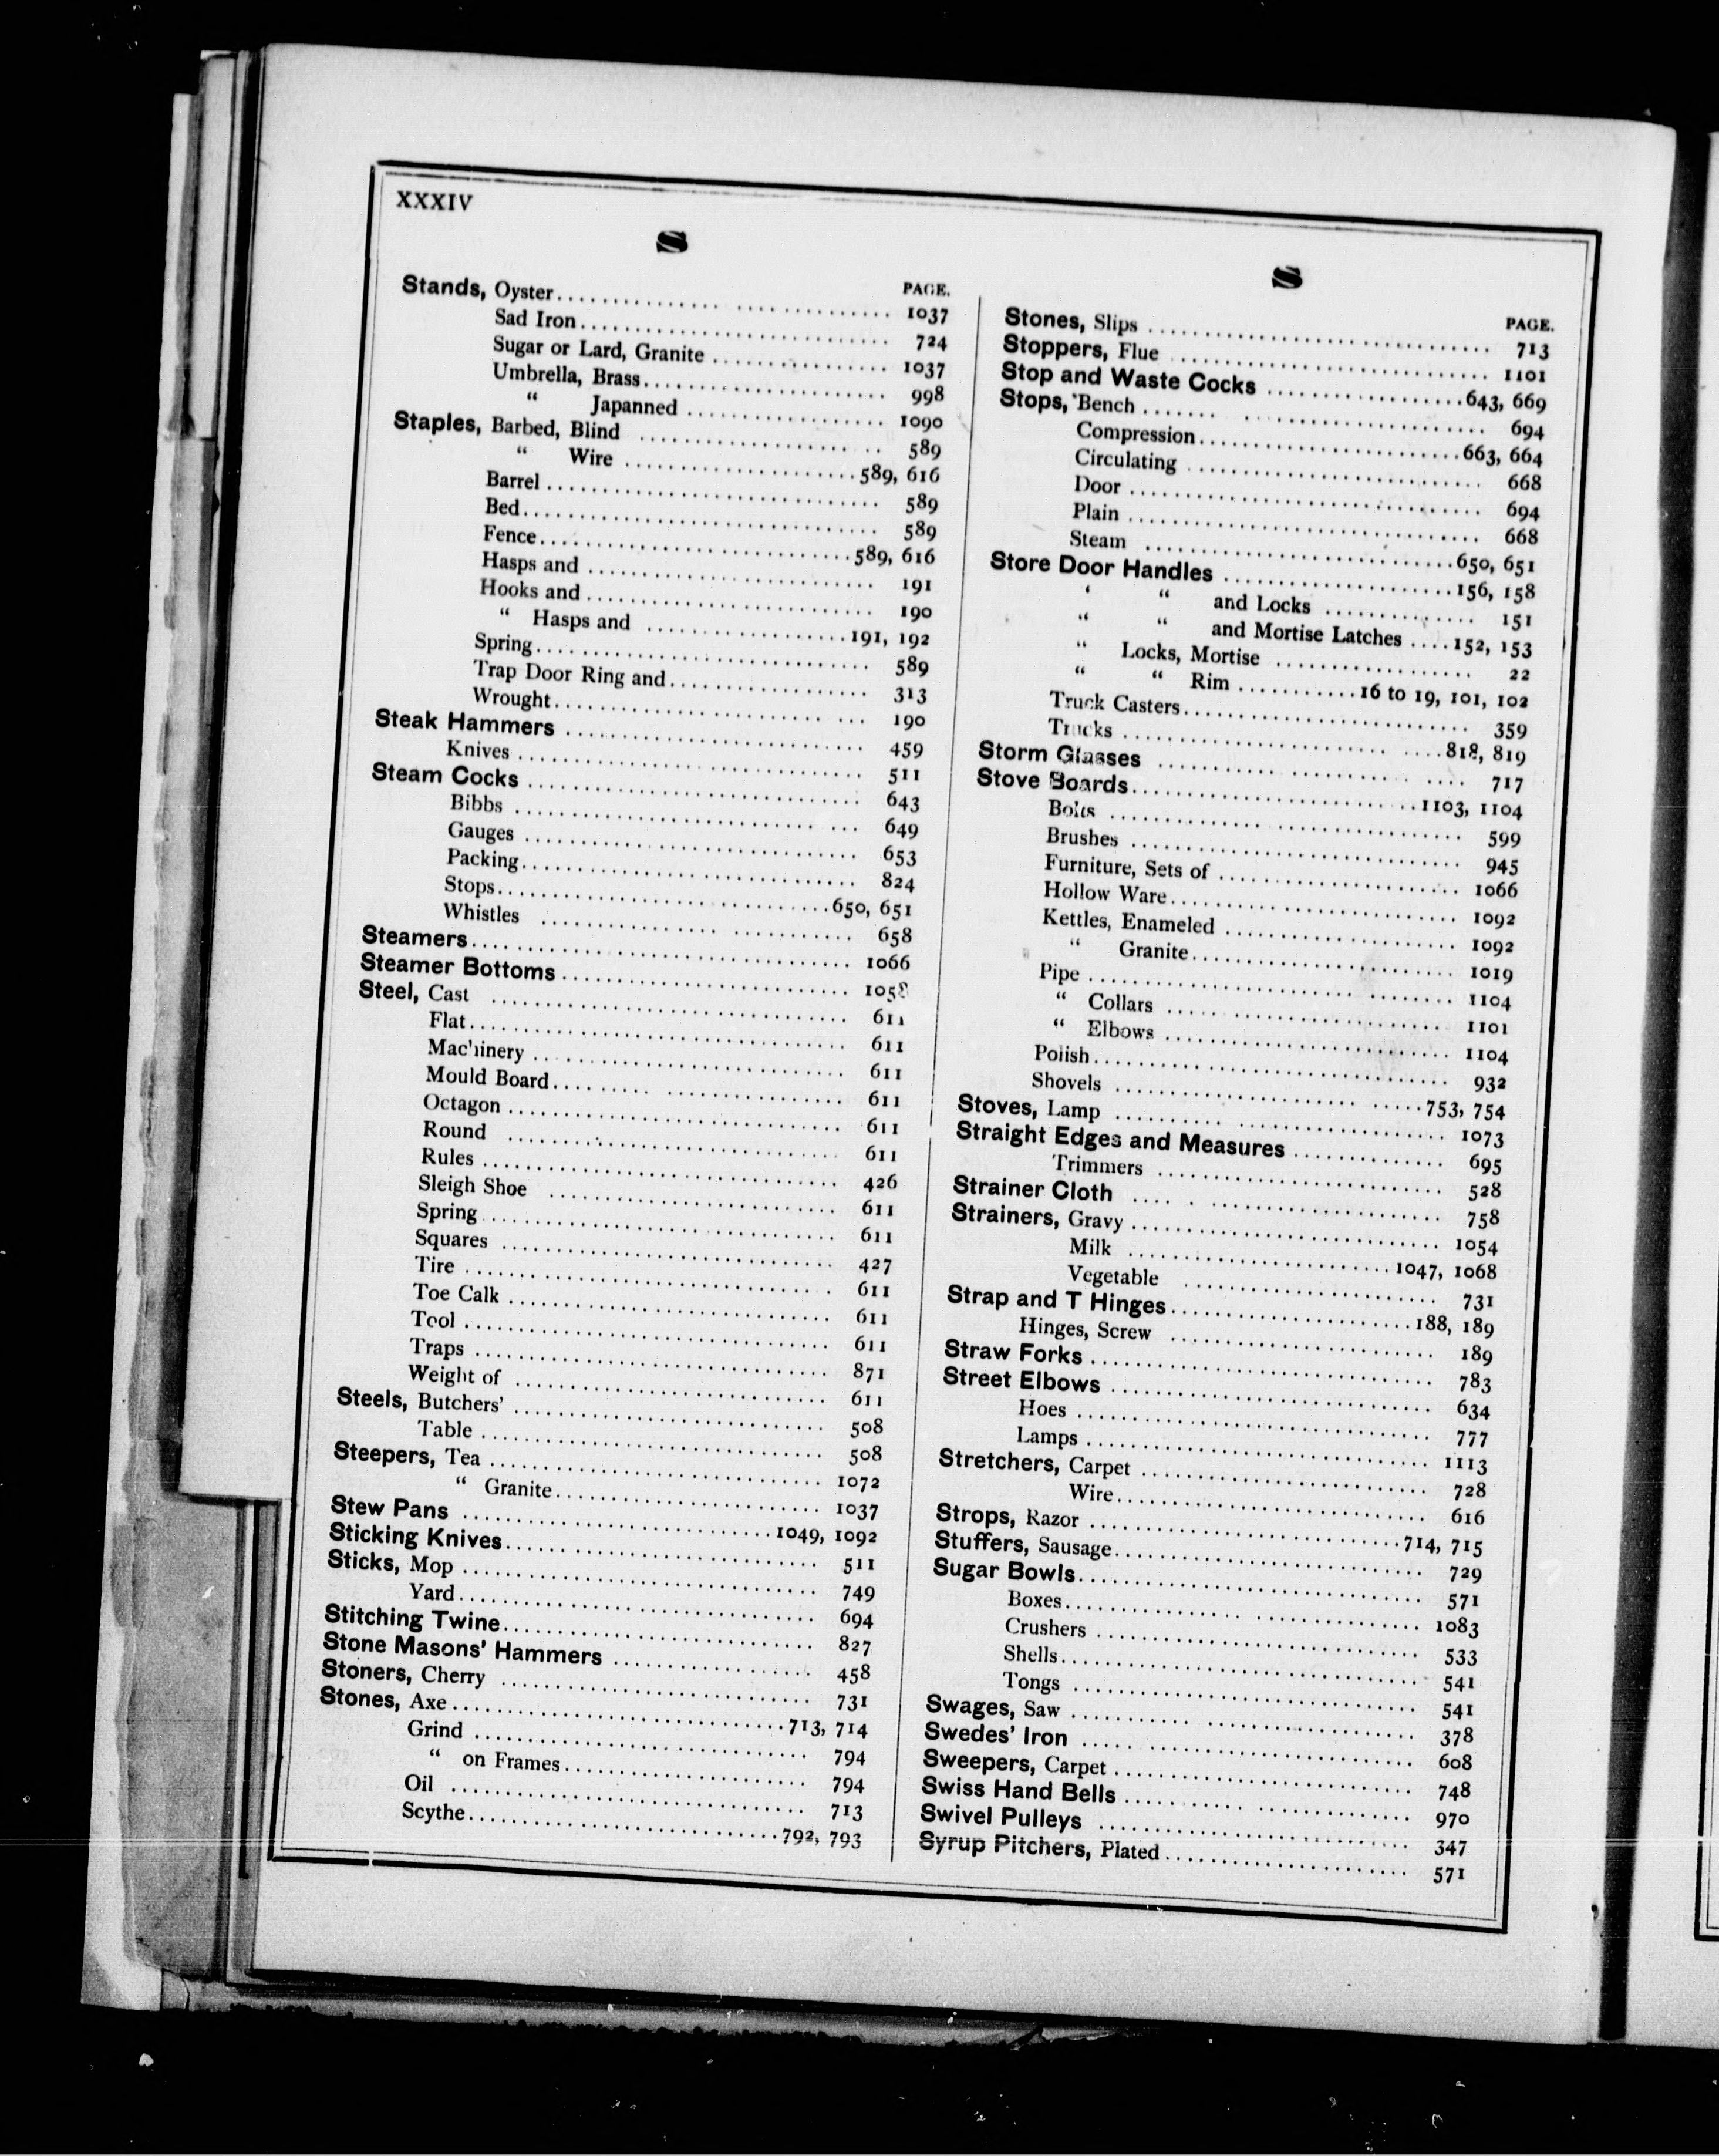 XXXIV
S
PAGE.
Stands, Oyster 1037
Sad Iron 724
Sugar or Lard, Granite 1037
Umbrella, Brass 998
“ Japanned 1090
Staples, Barbed, Blind 589
“ Wire 589, 616
Barrel 589
Bed 589
Fence 589, 616
Hasps and 191
Hooks and 190
“ Hasps and 191, 192
Spring 589
Trap Door Ring and 313
Wrought 190
Steak Hammers 459
Knives 511
Steam Cocks 643
Bibbs 649
Gauges 653
Packing 824
Stops 650, 651
Whistles 658
Steamers 1066
Steamer Bottoms 1058
Steel, Cast 611
Flat 611
Machinery 611
Mould Board 611
Octagon 611
Round 611
Rules 426
Sleigh Shoe 611
Spring 611
Squares 427
Tire 611
Toe Calk 611
Tool 611
Traps 871
Weight of 611
Steels, Butchers' 508
Table 508
Steepers, Tea 1072
“ Granite 1037
Stew Pans 1049, 1092
Sticking Knives 511
Sticks, Mop 749
Yard 694
Stitching Twine 827
Stone Masons' Hammers 458
Stoners, Cherry 731
Stones, Axe 713, 714
Grind 794
“ on Frames 794
Oil 713
Scythe 792, 793
S
PAGE.
Stones, Slips 713
Stoppers, Flue 1101
Stop and Waste Cocks 643, 669
Stops, Bench 694
Compression 663, 664
Circulating 668
Door 694
Plain 668
Steam 650, 651
Store Door Handles 156, 158
“ “ and Locks 151
“ “ and Mortise Latches 152, 153
“ Locks, Mortise 22
“ “ Rim 16 to 19, 101, 102
Truck Casters 359
Trucks 818, 819
Storm Glasses 717
Stove Boards 1103, 1104
Bolts 599
Brushes 945
Furniture, Sets of 1066
Hollow Ware 1092
Kettles, Enameled 1092
“ Granite 1019
Pipe 1104
“ Collars 1101
“ Elbows 1104
Polish 932
Shovels 753, 754
Stoves, Lamp 1073
Straight Edges and Measures 695
Trimmers 528
Strainer Cloth 758
Strainers, Gravy 1054
Milk 1047, 1068
Vegetable 731
Strap and T Hinges 188, 189
Hinges, Screw 189
Straw Forks 783
Street Elbows 634
Hoes 777
Lamps 1113
Stretchers, Carpet 728
Wire 616
Strops, Razor 714, 715
Stuffers, Sausage 729
Sugar Bowls 571
Boxes 1083
Crushers 533
Shells 541
Tongs 541
Swages, Saw 378
Swedes' Iron 608
Sweepers, Carpet 748
Swiss Hand Bells 970
Swivel Pulleys 347
Syrup Pitchers, Plated 571